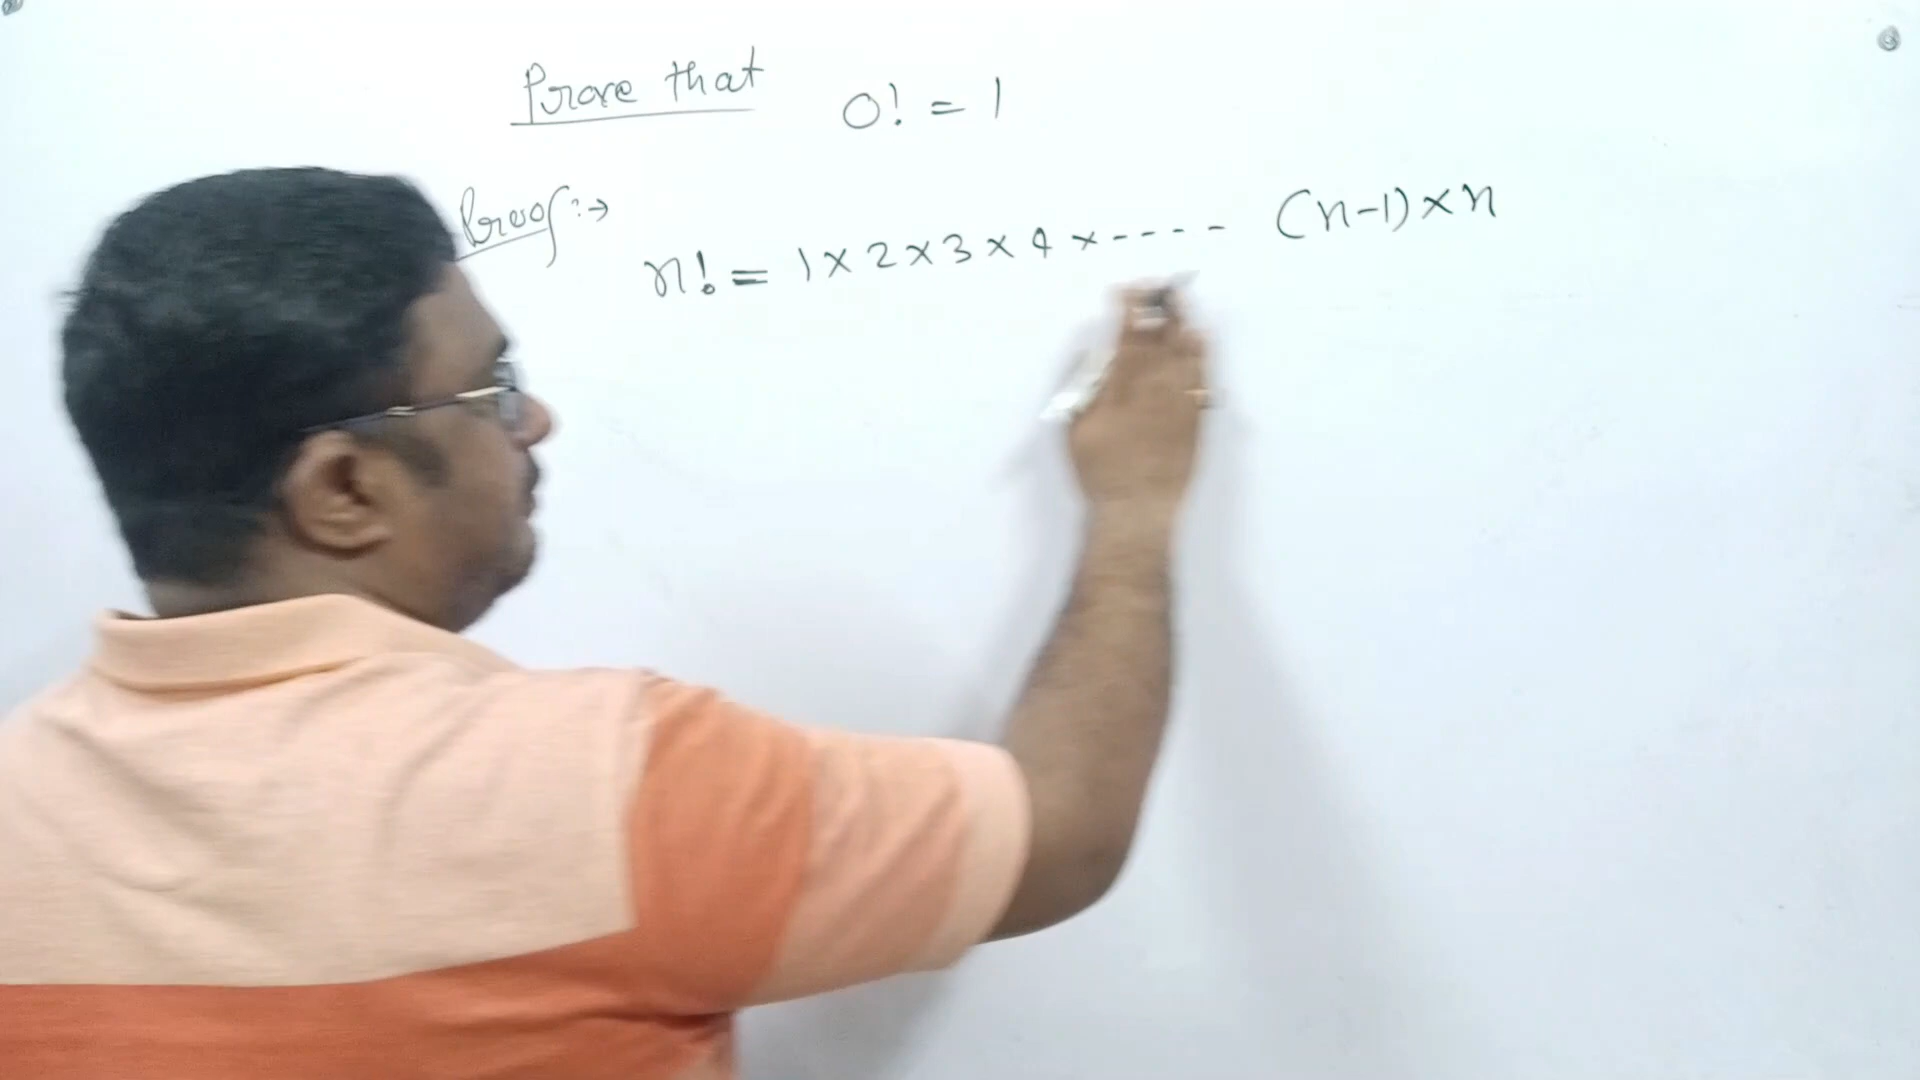 Prove that 0! = 1
Proof :→
n! = 1 × 2 × 3 × 4 × - - - - (n-1) × n